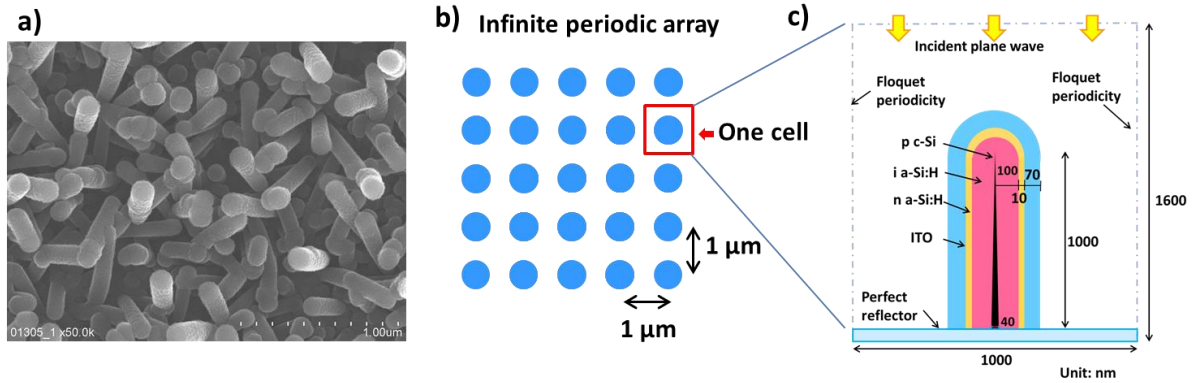 a)
01305_1 x50.0k
1.00um
b)
Infinite periodic array
One cell
1 μm
1 μm
c)
Incident plane wave
Floquet
periodicity
Floquet
periodicity
p c-Si
i a-Si:H
n a-Si:H
ITO
100
70
10
1000
1600
Perfect
reflector
40
1000
Unit: nm